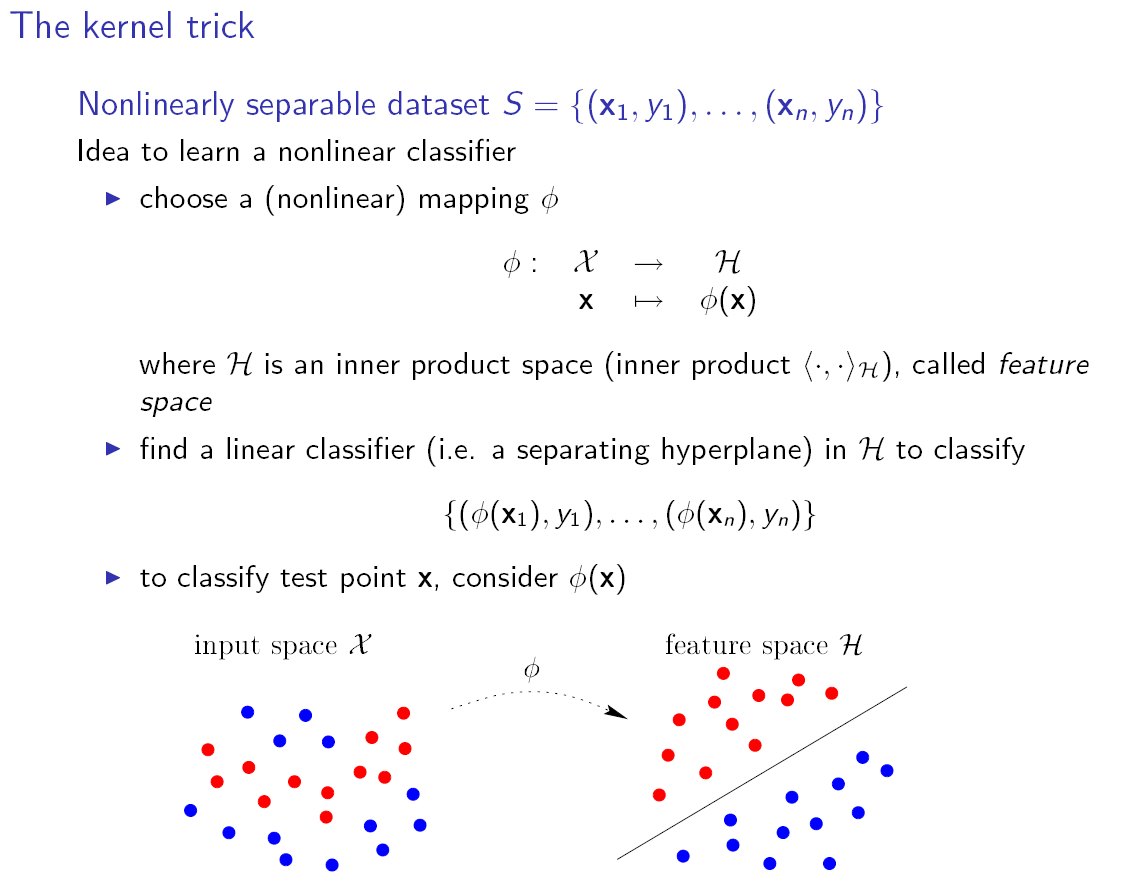 The kernel trick
Nonlinearly separable dataset S = {(x₁, y₁), . . . , (xₙ, yₙ)}
Idea to learn a nonlinear classifier
▶ choose a (nonlinear) mapping ϕ
ϕ : 𝒳 → ℋ
x ↦ ϕ(x)
where ℋ is an inner product space (inner product ⟨·, ·⟩ℋ), called feature
space
▶ find a linear classifier (i.e. a separating hyperplane) in ℋ to classify
{(ϕ(x₁), y₁), . . . , (ϕ(xₙ), yₙ)}
▶ to classify test point x, consider ϕ(x)
input space 𝒳
ϕ
feature space ℋ